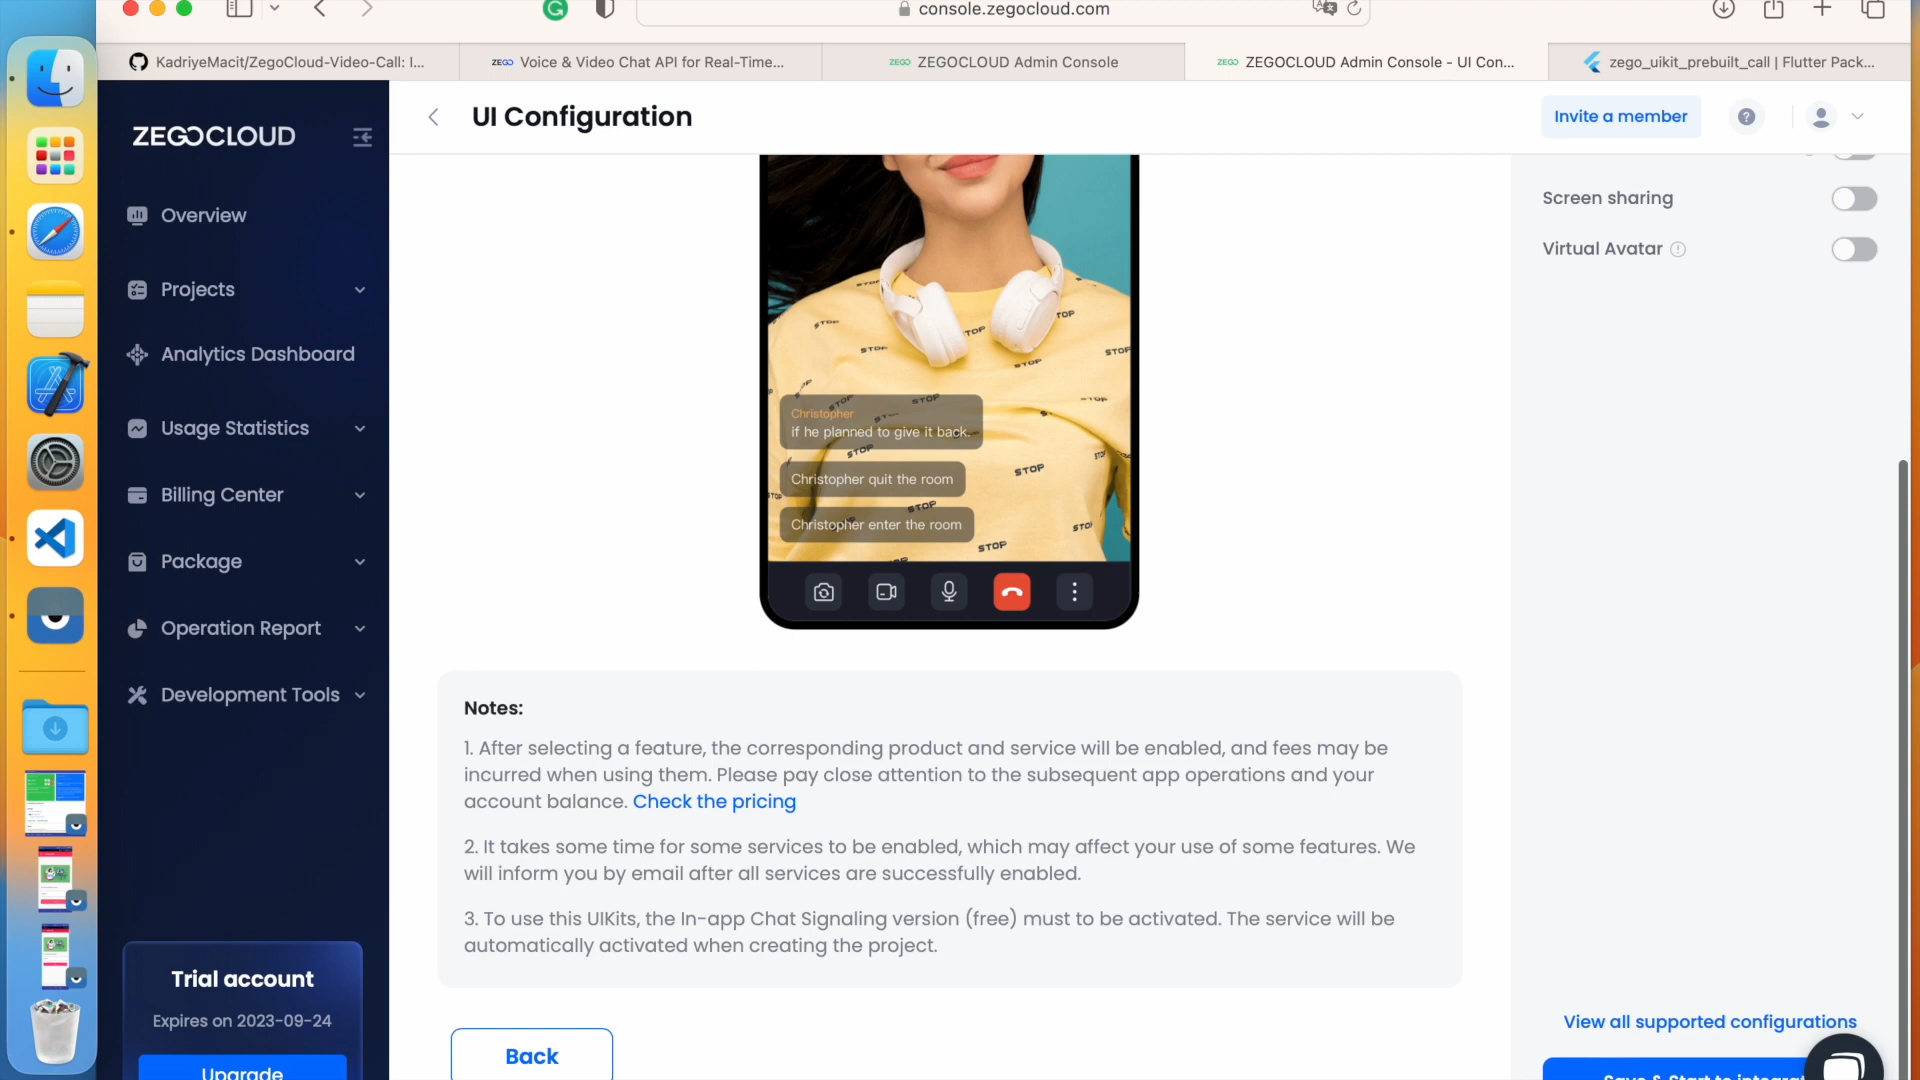 console.zegocloud.com
KadriyeMacit/ZegoCloud-Video-Call: I...
ZEGO Voice & Video Chat API for Real-Time...
ZEGO ZEGOCLOUD Admin Console
ZEGO ZEGOCLOUD Admin Console - UI Con...
zego_uikit_prebuilt_call | Flutter Pack...
ZEGOCLOUD
UI Configuration
Invite a member
Overview
Projects
Analytics Dashboard
Usage Statistics
Billing Center
Package
Operation Report
Development Tools
Trial account
Expires on 2023-09-24
Upgrade
Christopher
if he planned to give it back.
Christopher quit the room
Christopher enter the room
Notes:
1. After selecting a feature, the corresponding product and service will be enabled, and fees may be
incurred when using them. Please pay close attention to the subsequent app operations and your
account balance. Check the pricing
2. It takes some time for some services to be enabled, which may affect your use of some features. We
will inform you by email after all services are successfully enabled.
3. To use this UIKits, the In-app Chat Signaling version (free) must to be activated. The service will be
automatically activated when creating the project.
Back
Screen sharing
Virtual Avatar
View all supported configurations
Save & Start to integrat